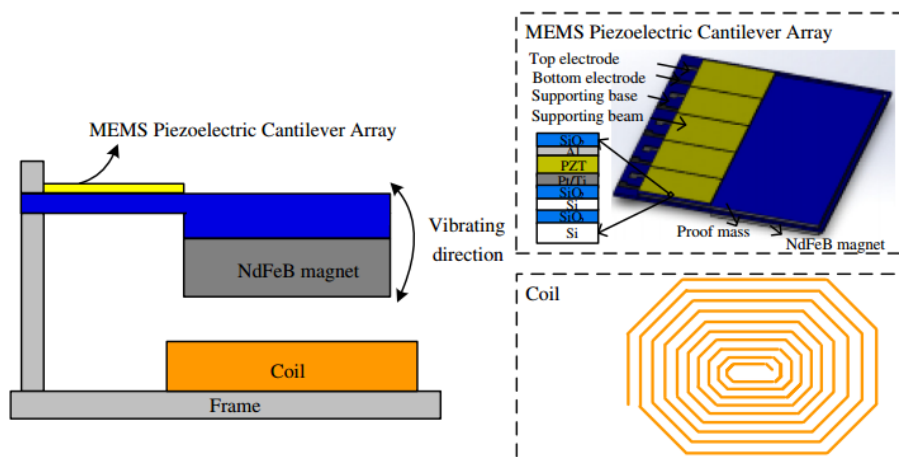 MEMS Piezoelectric Cantilever Array
NdFeB magnet
Vibrating
direction
Coil
Frame
MEMS Piezoelectric Cantilever Array
Top electrode
Bottom electrode
Supporting base
Supporting beam
SiO₂
Al
PZT
Pt/Ti
SiO₂
Si
SiO₂
Si
Proof mass
NdFeB magnet
Coil